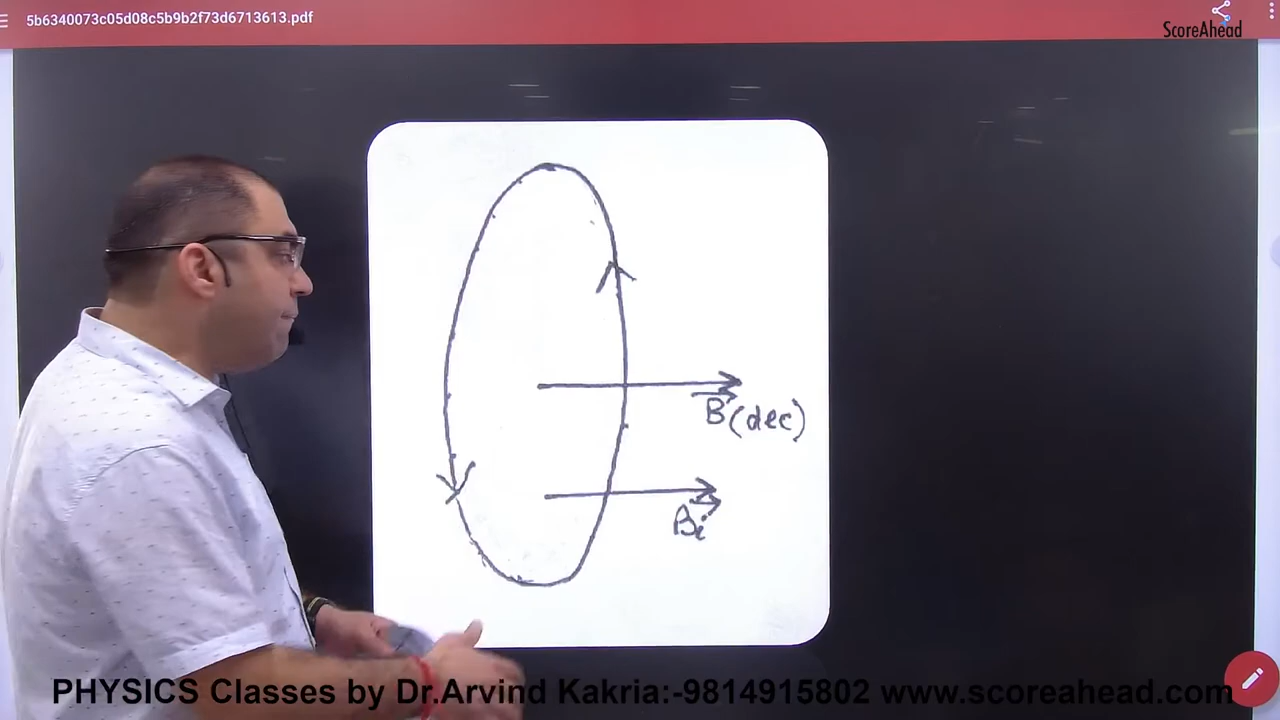 5b6340073c05d08c5b9b2f73d6713613.pdf
ScoreAhead
B(dec)
Bi
PHYSICS Classes by Dr.Arvind Kakria:-9814915802 www.scoreahead.com